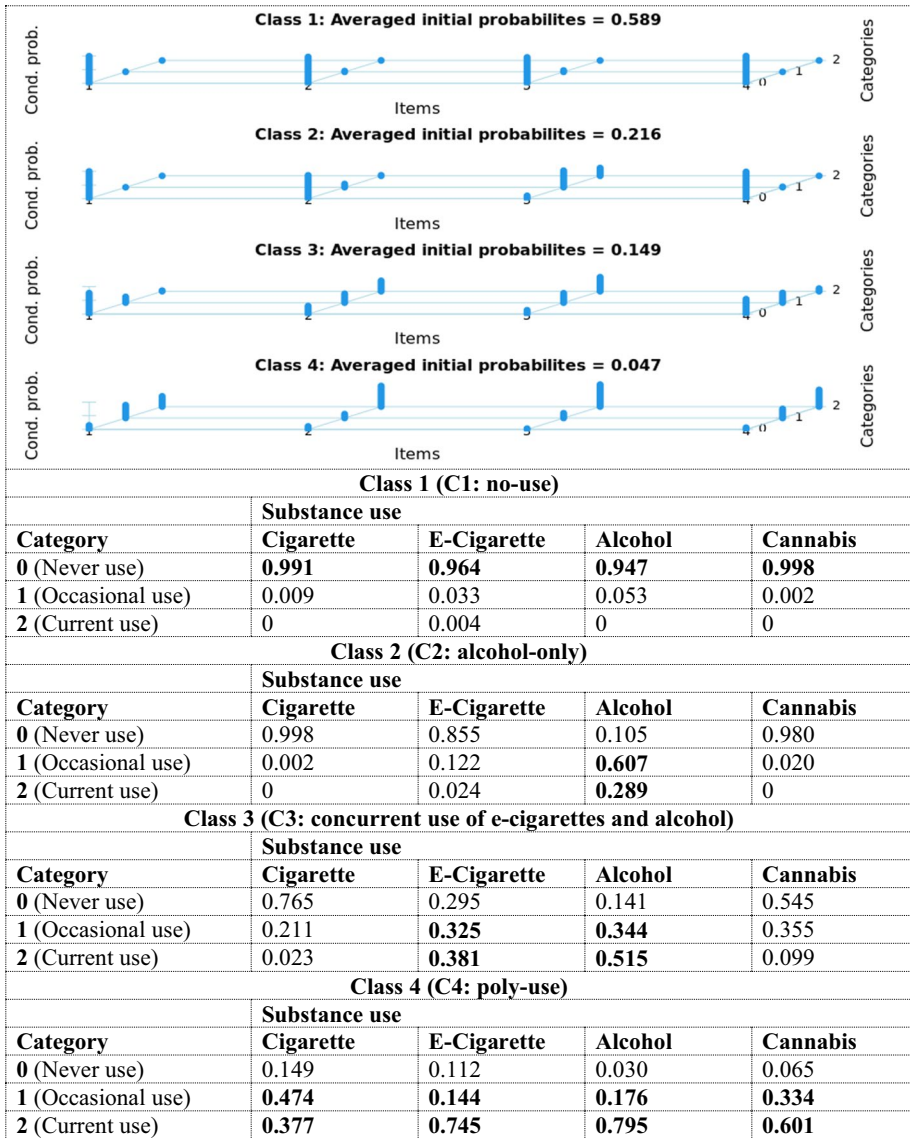 Class 1: Averaged initial probabilites = 0.589
Cond. prob.
Categories
1 2 3 4 0 1 2
Items
Class 2: Averaged initial probabilites = 0.216
Cond. prob.
Categories
1 2 3 4 0 1 2
Items
Class 3: Averaged initial probabilites = 0.149
Cond. prob.
Categories
1 2 3 4 0 1 2
Items
Class 4: Averaged initial probabilites = 0.047
Cond. prob.
Categories
1 2 3 4 0 1 2
Items
Class 1 (C1: no-use)
Substance use
Category Cigarette E-Cigarette Alcohol Cannabis
0 (Never use) 0.991 0.964 0.947 0.998
1 (Occasional use) 0.009 0.033 0.053 0.002
2 (Current use) 0 0.004 0 0
Class 2 (C2: alcohol-only)
Substance use
Category Cigarette E-Cigarette Alcohol Cannabis
0 (Never use) 0.998 0.855 0.105 0.980
1 (Occasional use) 0.002 0.122 0.607 0.020
2 (Current use) 0 0.024 0.289 0
Class 3 (C3: concurrent use of e-cigarettes and alcohol)
Substance use
Category Cigarette E-Cigarette Alcohol Cannabis
0 (Never use) 0.765 0.295 0.141 0.545
1 (Occasional use) 0.211 0.325 0.344 0.355
2 (Current use) 0.023 0.381 0.515 0.099
Class 4 (C4: poly-use)
Substance use
Category Cigarette E-Cigarette Alcohol Cannabis
0 (Never use) 0.149 0.112 0.030 0.065
1 (Occasional use) 0.474 0.144 0.176 0.334
2 (Current use) 0.377 0.745 0.795 0.601